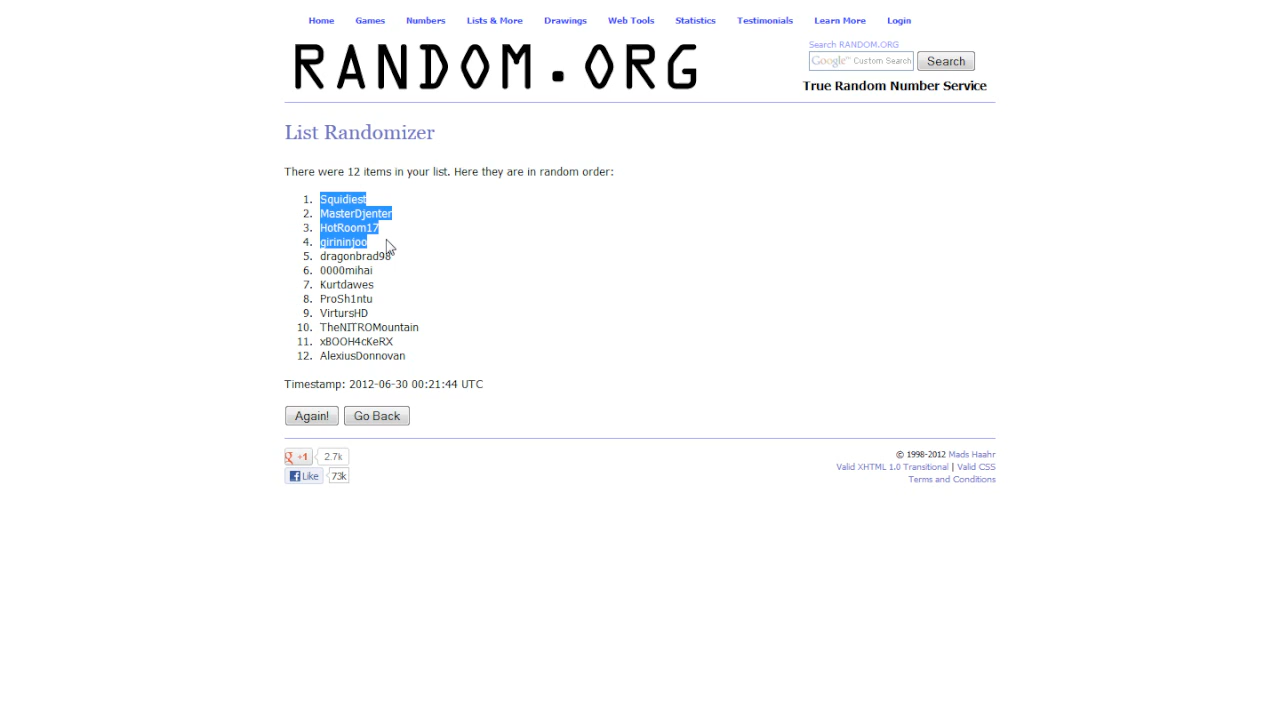 Home Games Numbers Lists & More Drawings Web Tools Statistics Testimonials Learn More Login
RANDOM.ORG
Search RANDOM.ORG
Google™ Custom Search Search
True Random Number Service
List Randomizer
There were 12 items in your list. Here they are in random order:
1. Squidiest
2. MasterDjenter
3. HotRoom17
4. girininjoo
5. dragonbrad98
6. 0000mihai
7. Kurtdawes
8. ProSh1ntu
9. VirtursHD
10. TheNITROMountain
11. xBOOH4cKeRX
12. AlexiusDonnovan
Timestamp: 2012-06-30 00:21:44 UTC
Again! Go Back
g +1 2.7k
Like 73k
© 1998-2012 Mads Haahr
Valid XHTML 1.0 Transitional | Valid CSS
Terms and Conditions